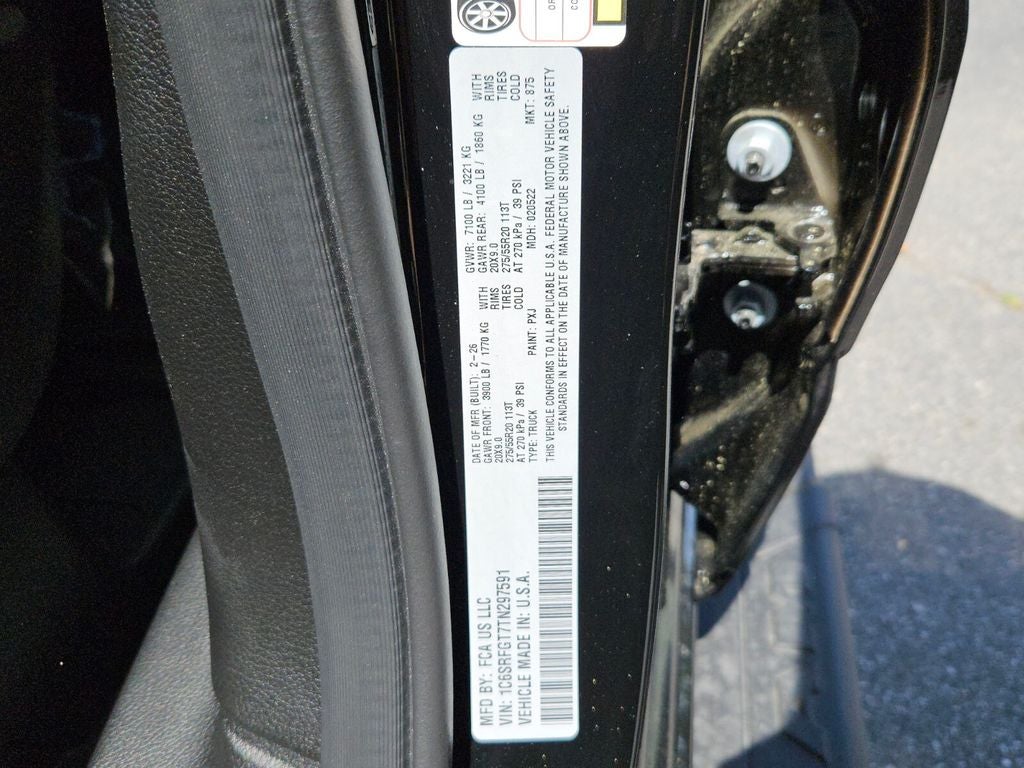 OR
CO
MFD BY: FCA US LLC
VIN: 1C6SRFGT7TN297591
VEHICLE MADE IN: U.S.A.
DATE OF MFR (BUILT): 2-26 GVWR: 7100 LB / 3221 KG
GAWR FRONT: 3900 LB / 1770 KG WITH GAWR REAR: 4100 LB / 1860 KG WITH
20X9.0 RIMS 20X9.0 RIMS
275/55R20 113T TIRES 275/55R20 113T TIRES
AT 270 kPa / 39 PSI COLD AT 270 kPa / 39 PSI COLD
TYPE: TRUCK PAINT: PXJ MDH: 020522 MKT: 875
THIS VEHICLE CONFORMS TO ALL APPLICABLE U.S.A. FEDERAL MOTOR VEHICLE SAFETY
STANDARDS IN EFFECT ON THE DATE OF MANUFACTURE SHOWN ABOVE.